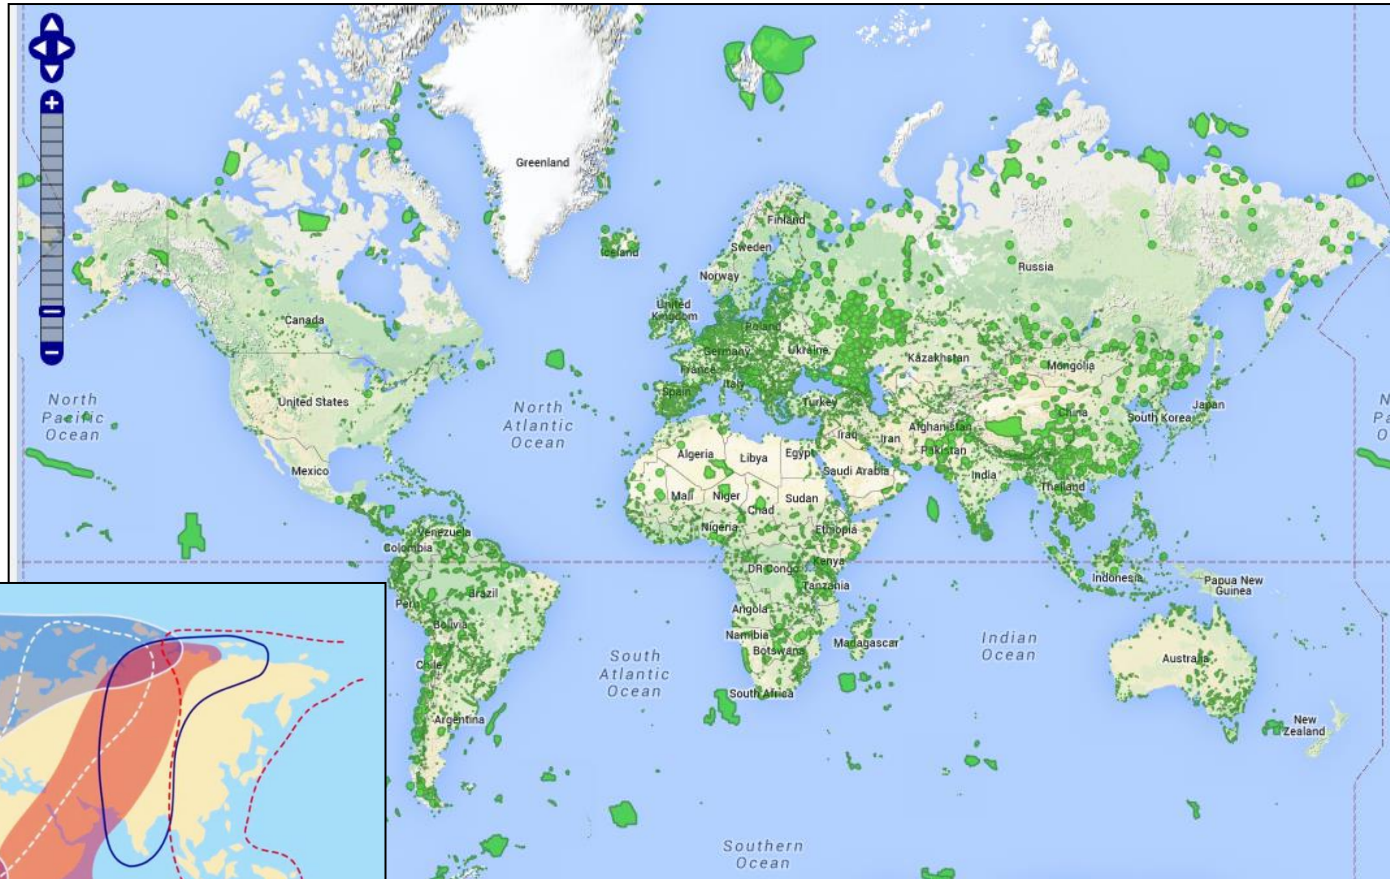 Greenland
Finland
Iceland
Sweden
Russia
Norway
United
Kingdom
Canada
Poland
Germany
Ukraine
Kazakhstan
France
Mongolia
Italy
Spain
United States
Turkey
North
Pacific
Ocean
North
Atlantic
Ocean
China
South Korea
Japan
N
Pa
O
Afghanistan
Iraq
Iran
Pakistan
Algeria
Libya
Egypt
Saudi Arabia
Mexico
India
Mali
Niger
Sudan
Thailand
Chad
Nigeria
Ethiopia
Venezuela
Colombia
Kenya
DR Congo
Tanzania
Indonesia
Papua New
Guinea
Brazil
Peru
Angola
Bolivia
Namibia
Madagascar
Botswana
Indian
Ocean
Chile
South
Atlantic
Ocean
Australia
South Africa
Argentina
New
Zealand
Southern
Ocean